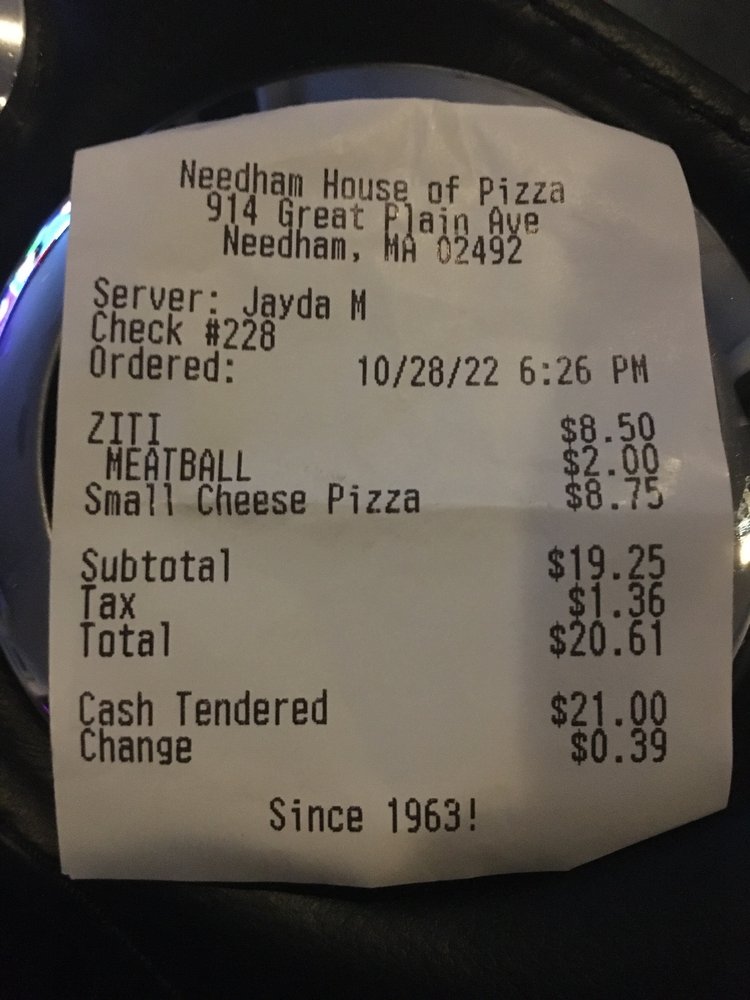 Needham House of Pizza
914 Great Plain Ave
Needham, MA 02492
Server: Jayda M
Check #228
Ordered: 10/28/22 6:26 PM
ZITI $8.50
MEATBALL $2.00
Small Cheese Pizza $8.75
Subtotal $19.25
Tax $1.36
Total $20.61
Cash Tendered $21.00
Change $0.39
Since 1963!